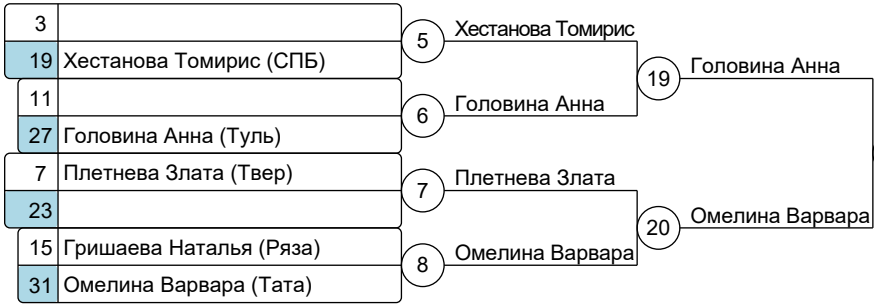 3
5
Хестанова Томирис
19 Хестанова Томирис (СПБ)
19
Головина Анна
11
6
Головина Анна
27 Головина Анна (Туль)
7 Плетнева Злата (Твер)
7
Плетнева Злата
23
20
Омелина Варвара
15 Гришаева Наталья (Ряза)
8
Омелина Варвара
31 Омелина Варвара (Тата)